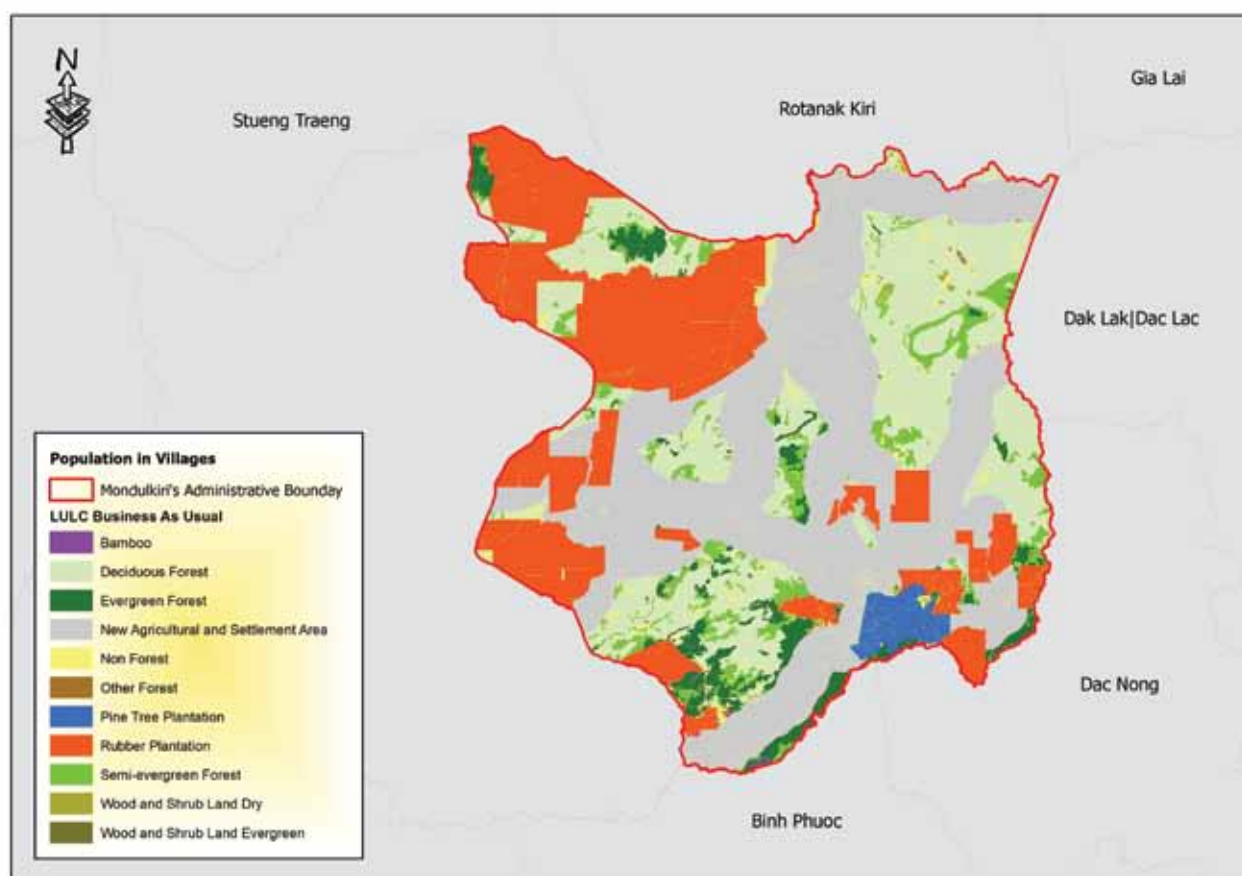 N
Gia Lai
Rotanak Kiri
Stueng Traeng
Dak Lak|Dac Lac
Population in Villages
Mondulkiri's Administrative Bounday
LULC Business As Usual
Bamboo
Deciduous Forest
Evergreen Forest
New Agricultural and Settlement Area
Non Forest
Other Forest
Pine Tree Plantation
Rubber Plantation
Semi-evergreen Forest
Wood and Shrub Land Dry
Wood and Shrub Land Evergreen
Dac Nong
Binh Phuoc